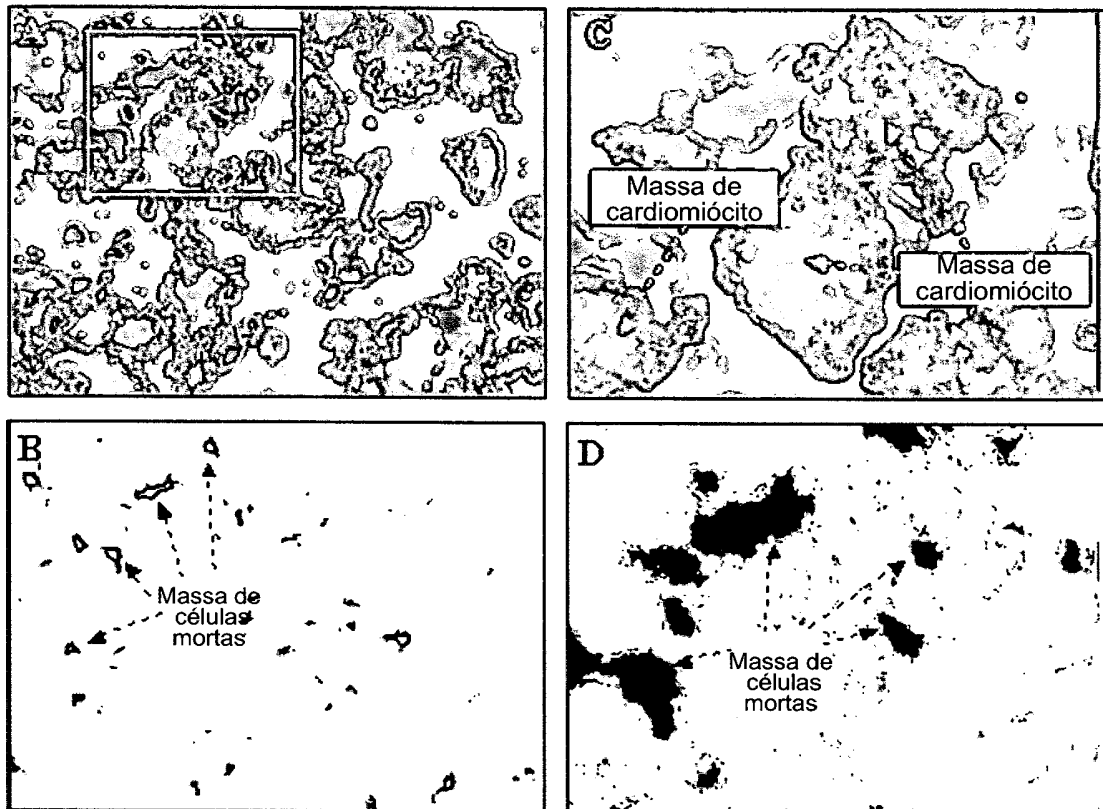 C
Massa de
cardiomiócito
Massa de
cardiomiócito
B
Massa de
células
mortas
D
Massa de
células
mortas